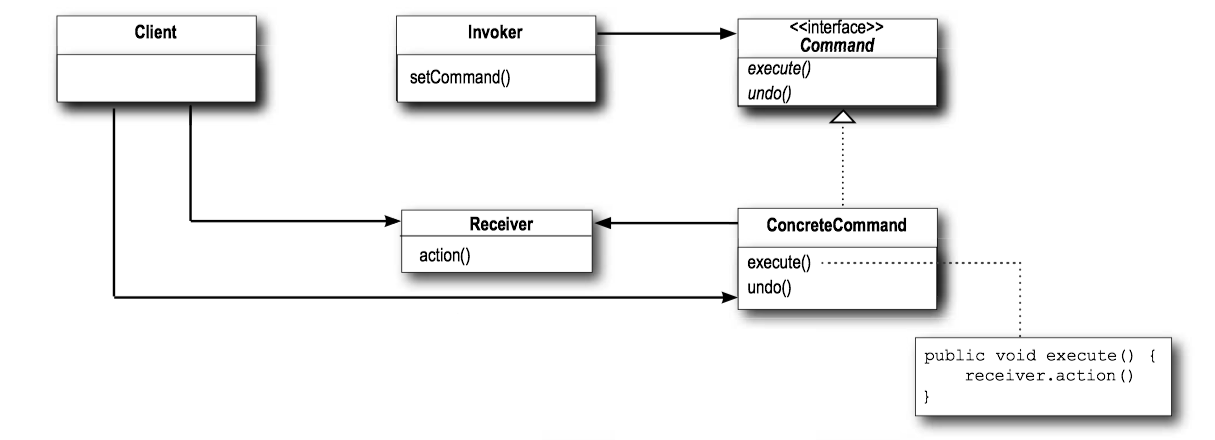 Client
Invoker
setCommand()
<<interface>>
Command
execute()
undo()
Receiver
action()
ConcreteCommand
execute()
undo()
public void execute() {
    receiver.action()
}